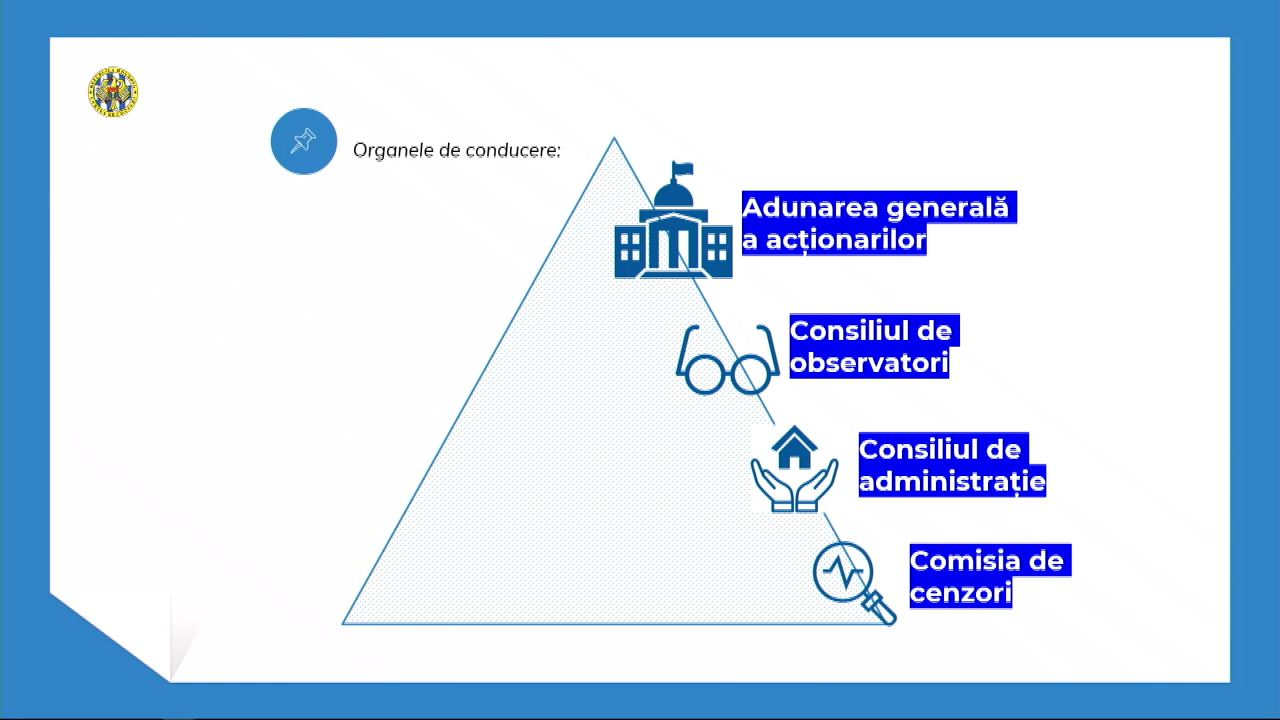 Organele de conducere:
Adunarea generală
a acționarilor
Consiliul de
observatori
Consiliul de
administrație
Comisia de
cenzori